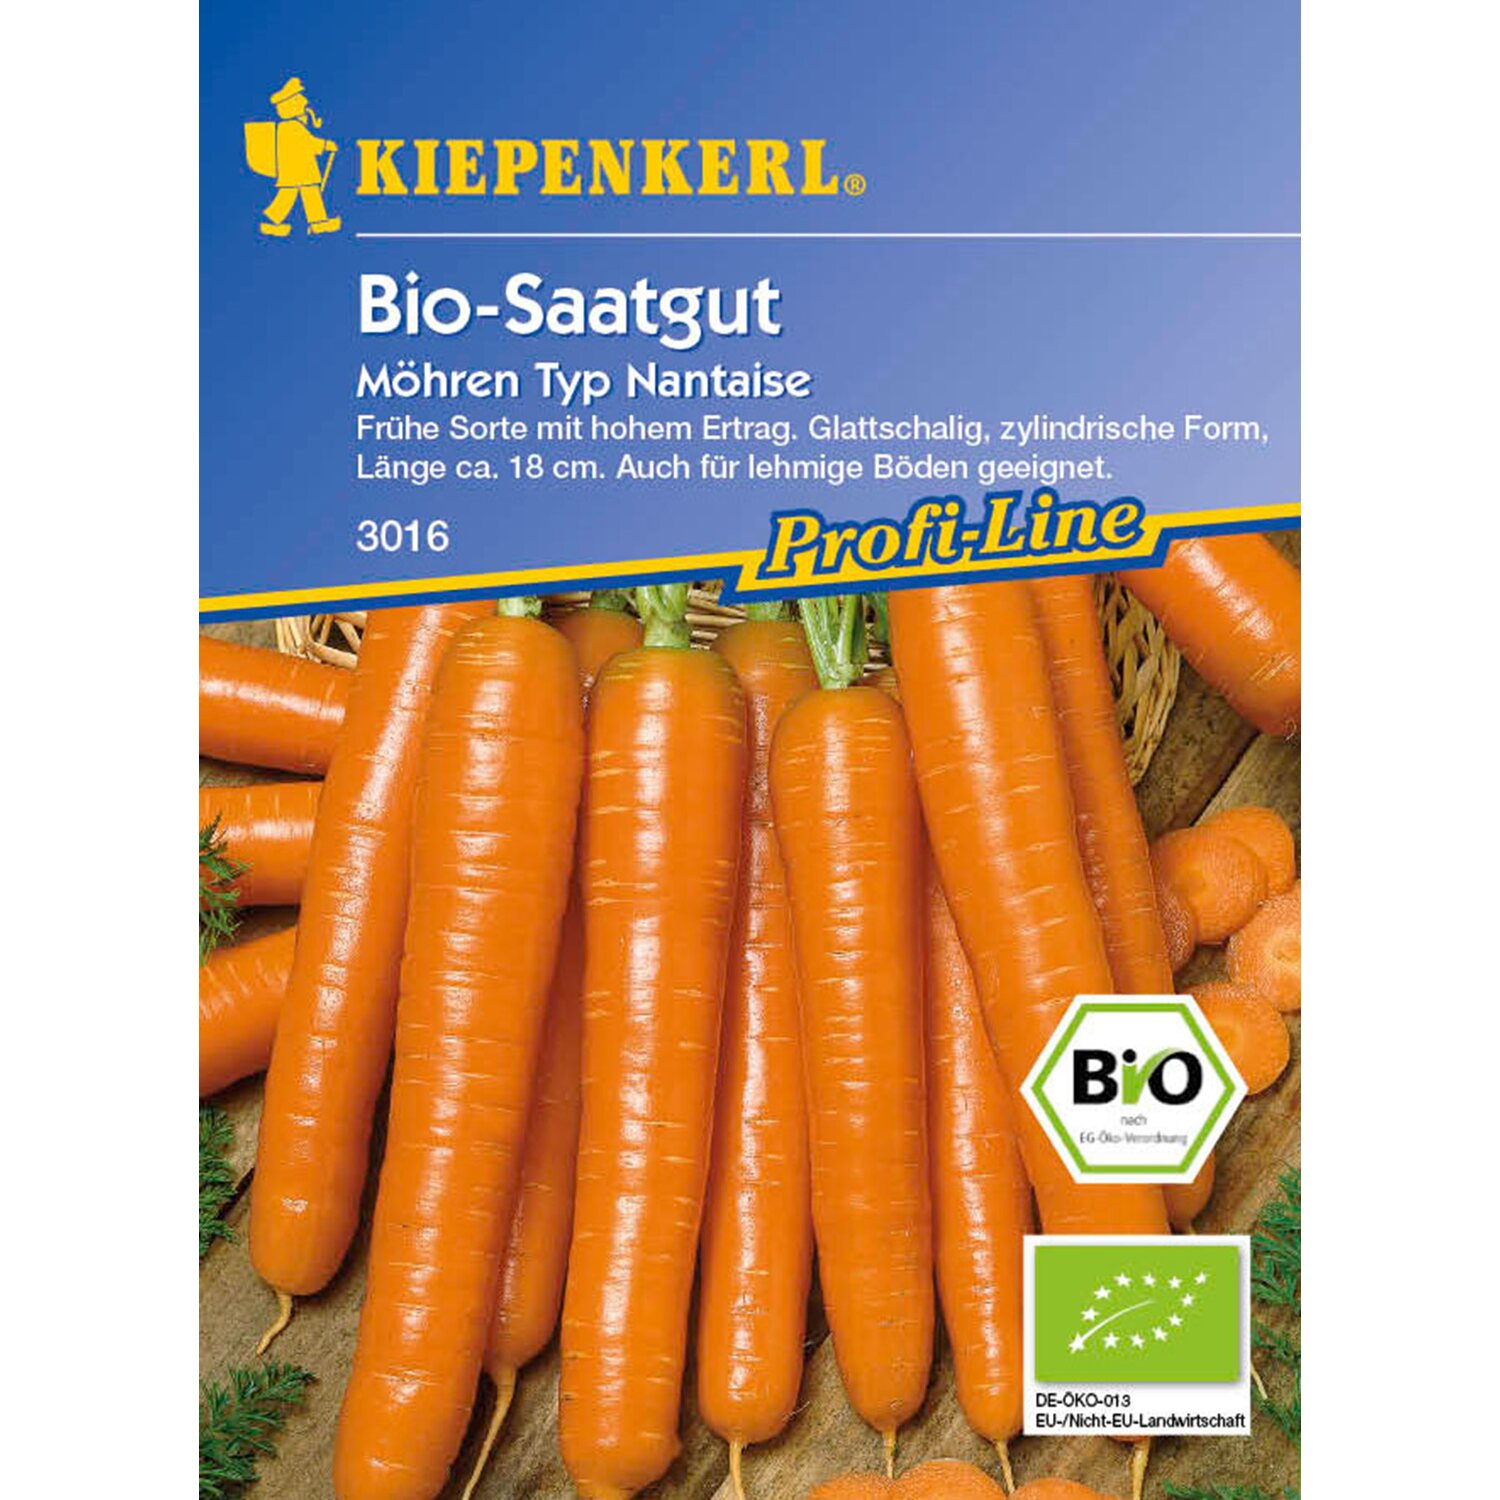 KIEPENKERL®
Bio-Saatgut
Möhren Typ Nantaise
Frühe Sorte mit hohem Ertrag. Glattschalig, zylindrische Form,
Länge ca. 18 cm. Auch für lehmige Böden geeignet.
3016
Profi-Line
BiO
nach
EG-Öko-Verordnung
DE-ÖKO-013
EU-/Nicht-EU-Landwirtschaft